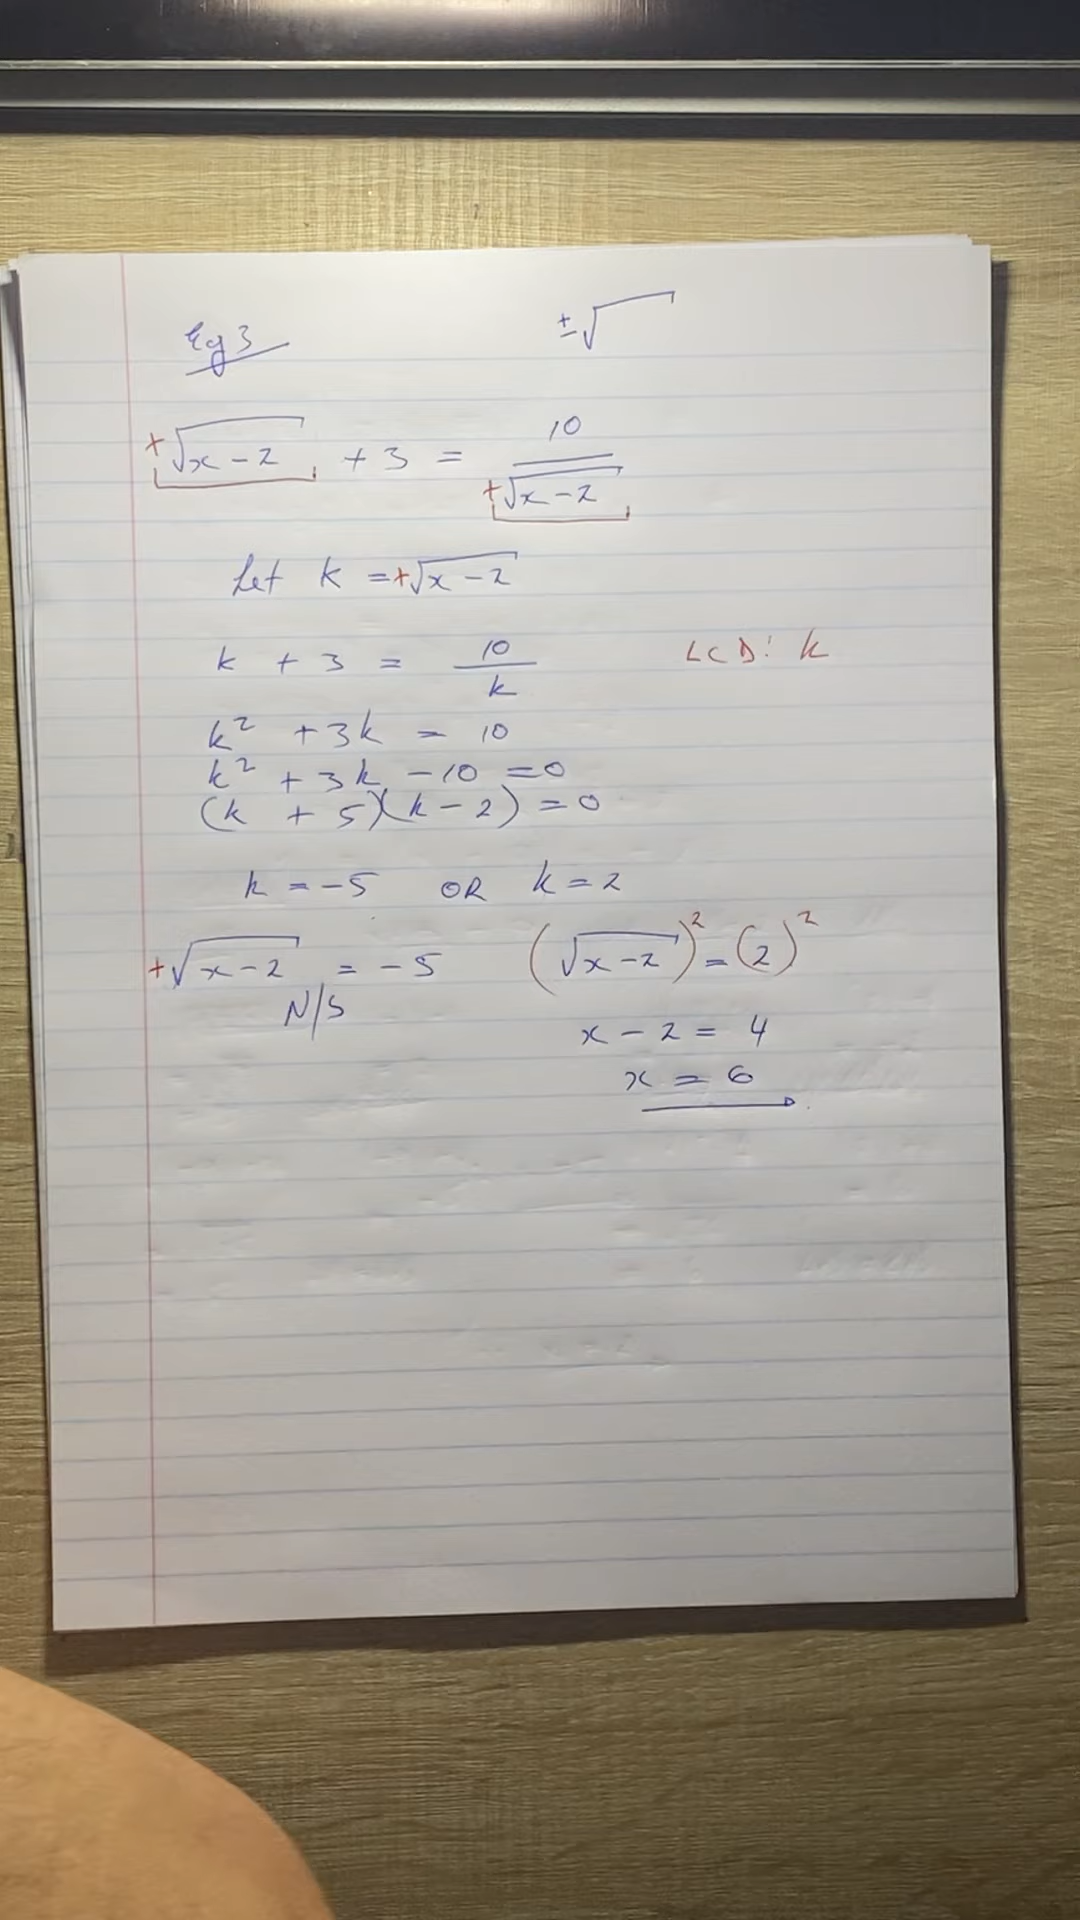 Eg 3 ±√
+√x-2 + 3 = 10/+√x-2
Let k = +√x-2
k + 3 = 10/k LCD: k
k² + 3k = 10
k² + 3k - 10 = 0
(k + 5)(k - 2) = 0
k = -5 OR k = 2
+√x-2 = -5 (√x-2)² = (2)²
N/S
x - 2 = 4
x = 6